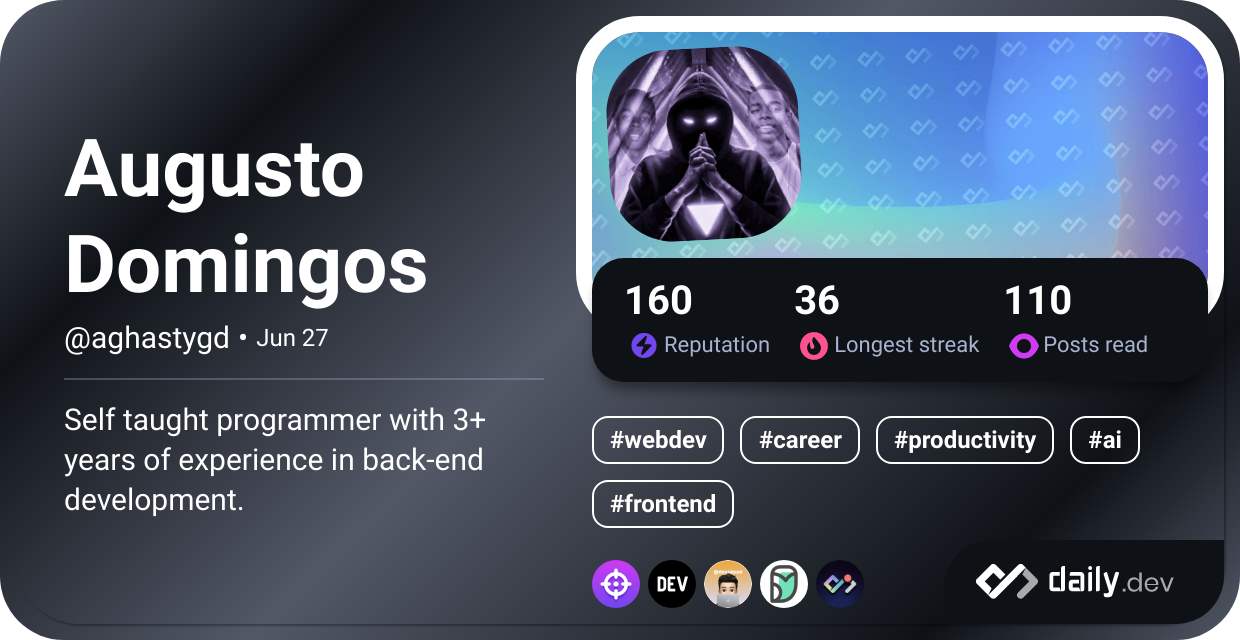 Augusto
Domingos
@aghastygd • Jun 27
Self taught programmer with 3+
years of experience in back-end
development.
160 36 110
Reputation Longest streak Posts read
#webdev #career #productivity #ai
#frontend
DEV
daily.dev